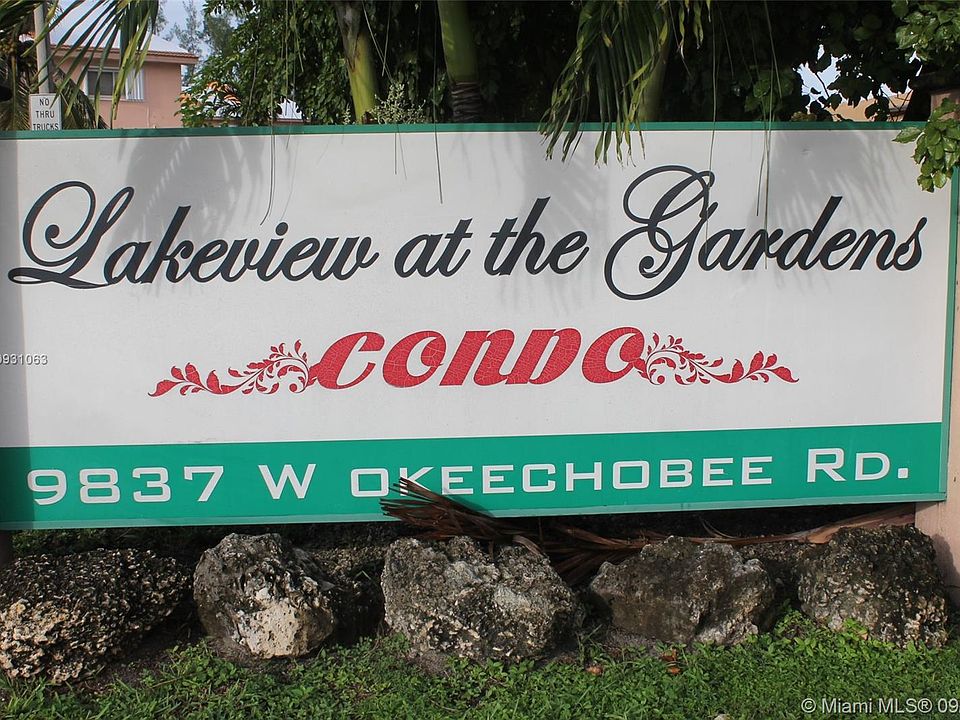 NO
THRU
TRUCKS
Lakeview at the Gardens
CONDO
9837 W OKEECHOBEE RD.
0931063
© Miami MLS® 09